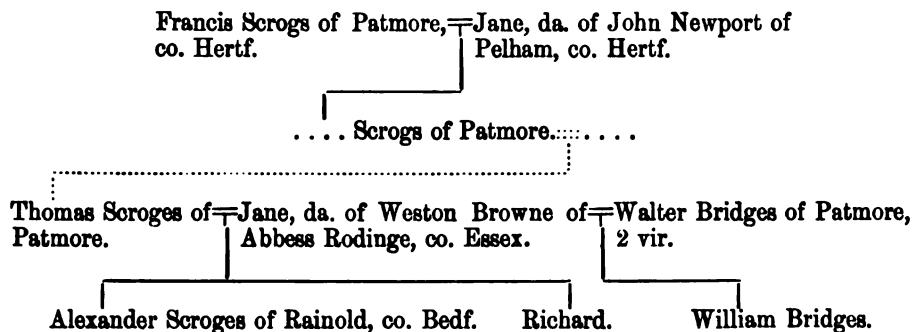 Francis Scrogs of Patmore,=Jane, da. of John Newport of
co. Hertf. Pelham, co. Hertf.
.... Scrogs of Patmore.::::....
Thomas Scroges of=Jane, da. of Weston Browne of=Walter Bridges of Patmore,
Patmore. Abbess Rodinge, co. Essex. 2 vir.
Alexander Scroges of Rainold, co. Bedf. Richard. William Bridges.